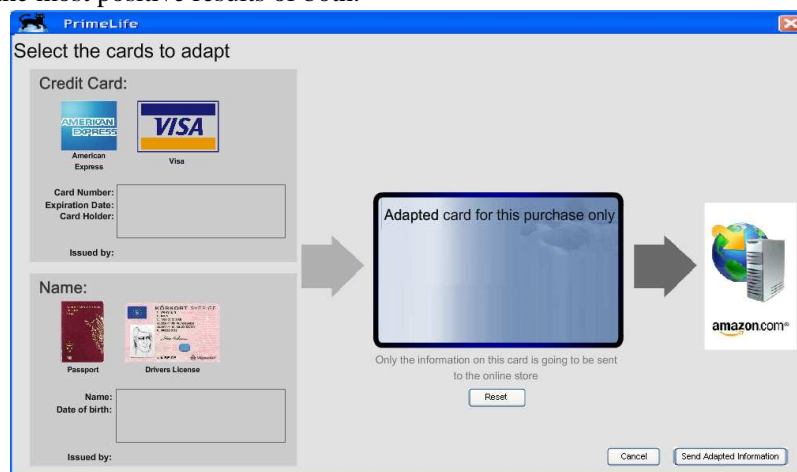 the most positive results of both.
PrimeLife
Select the cards to adapt
Credit Card:
AMERICAN
EXPRESS
VISA
American
Express
Visa
Card Number:
Expiration Date:
Card Holder:
Issued by:
Name:
KÖRKORT SVERIGE
Passport
Drivers License
Name:
Date of birth:
Issued by:
Adapted card for this purchase only
Only the information on this card is going to be sent
to the online store
Reset
amazon.com®
Cancel
Send Adapted Information